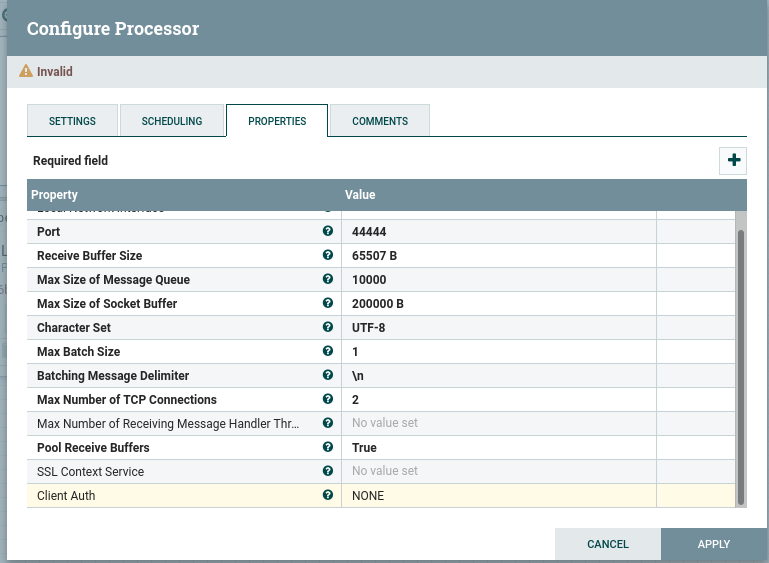 Configure Processor
Invalid
SETTINGS SCHEDULING PROPERTIES COMMENTS
Required field
Property Value
Local Network Interface
Port 44444
Receive Buffer Size 65507 B
Max Size of Message Queue 10000
Max Size of Socket Buffer 200000 B
Character Set UTF-8
Max Batch Size 1
Batching Message Delimiter \n
Max Number of TCP Connections 2
Max Number of Receiving Message Handler Thr... No value set
Pool Receive Buffers True
SSL Context Service No value set
Client Auth NONE
CANCEL APPLY